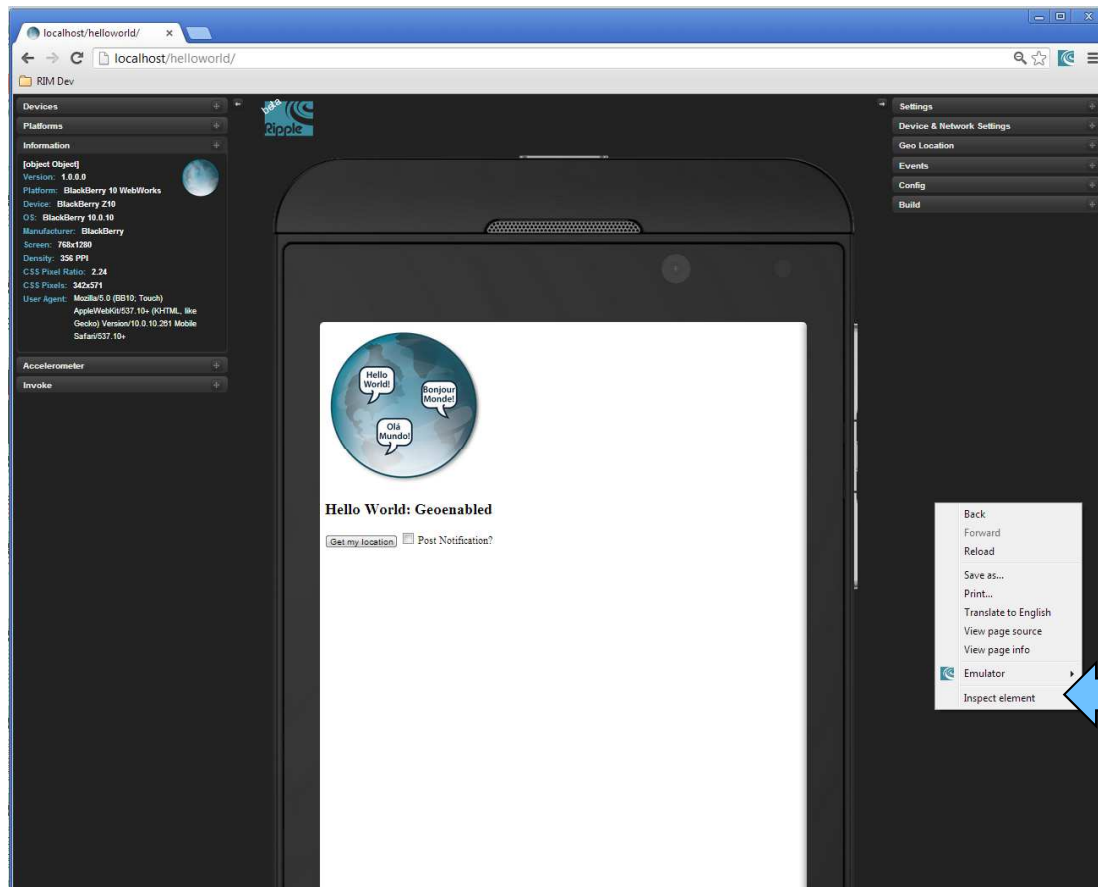 localhost/helloworld/
localhost/helloworld/
RIM Dev
Devices
Platforms
Information
[object Object]
Version: 1.0.0.0
Platform: BlackBerry 10 WebWorks
Device: BlackBerry Z10
OS: BlackBerry 10.0.10
Manufacturer: BlackBerry
Screen: 768x1280
Density: 356 PPI
CSS Pixel Ratio: 2.24
CSS Pixels: 342x571
User Agent: Mozilla/5.0 (BB10; Touch)
AppleWebKit/537.10+ (KHTML, like
Gecko) Version/10.0.10.261 Mobile
Safari/537.10+
Accelerometer
Invoke
beta
Ripple
Hello
World!
Bonjour
Monde!
Olá
Mundo!
Hello World: Geoenabled
Get my location Post Notification?
Settings
Device & Network Settings
Geo Location
Events
Config
Build
Back
Forward
Reload
Save as...
Print...
Translate to English
View page source
View page info
Emulator
Inspect element